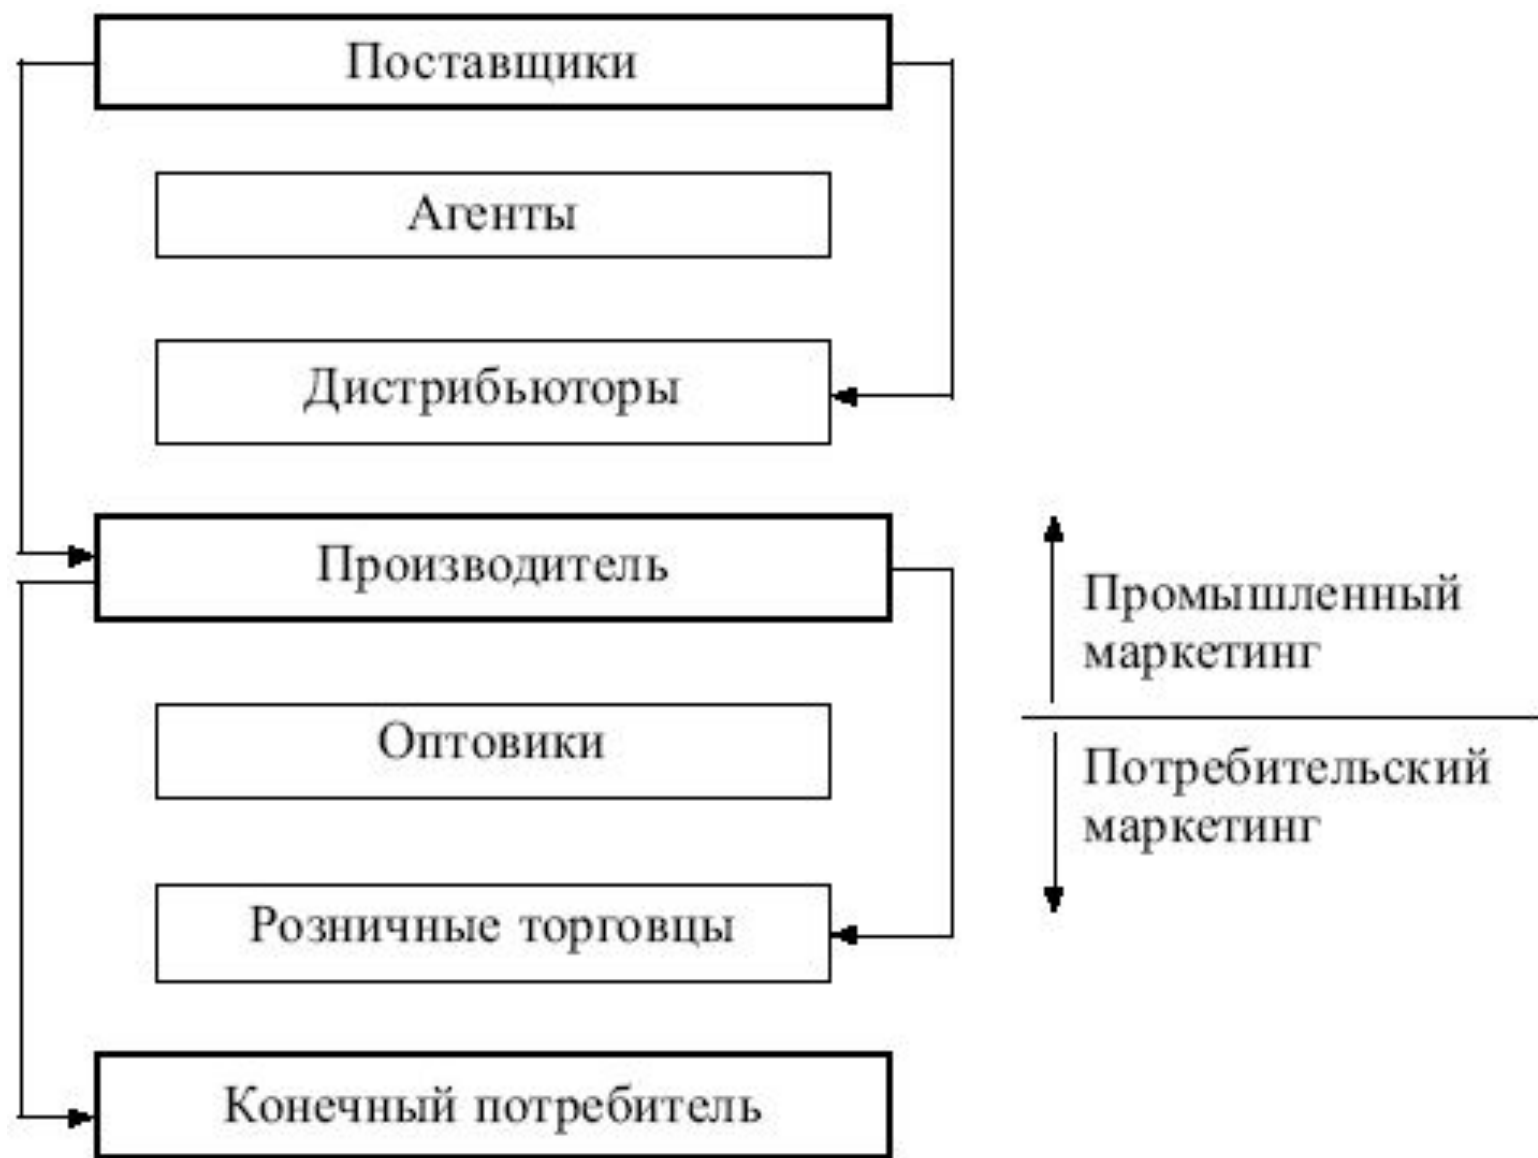 Поставщики
Агенты
Дистрибьюторы
Производитель
Промышленный
маркетинг
Оптовики
Потребительский
маркетинг
Розничные торговцы
Конечный потребитель